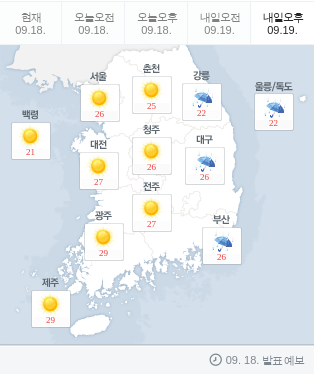 현재 오늘오전 오늘오후 내일오전 내일오후
09.18. 09.18. 09.18. 09.19. 09.19.
춘천
25
서울
26
강릉
22
울릉/독도
22
백령
21
청주
26
대전
27
대구
26
전주
27
광주
29
부산
26
제주
29
09. 18. 발표 예보